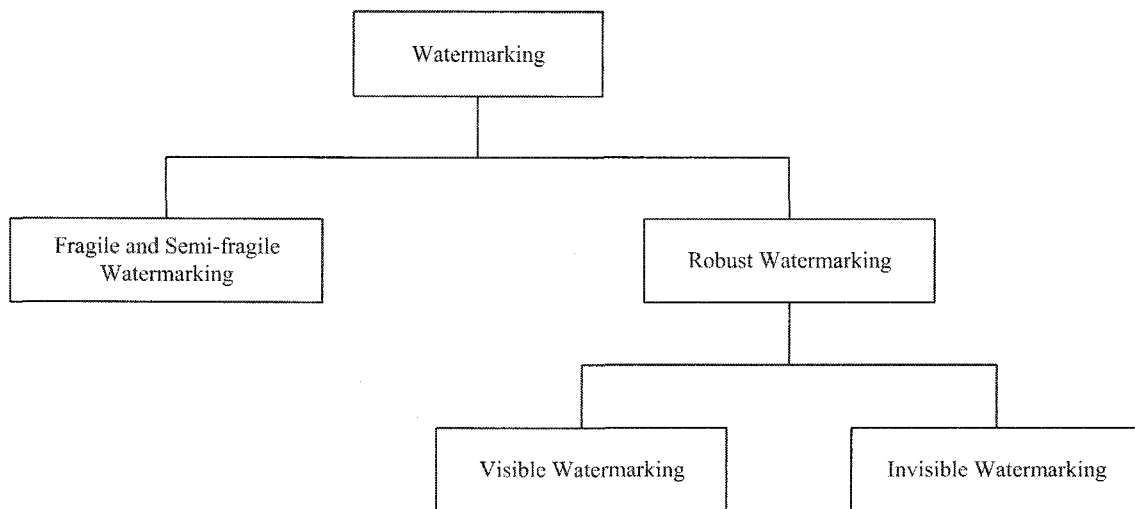 Watermarking
Fragile and Semi-fragile
Watermarking
Robust Watermarking
Visible Watermarking
Invisible Watermarking